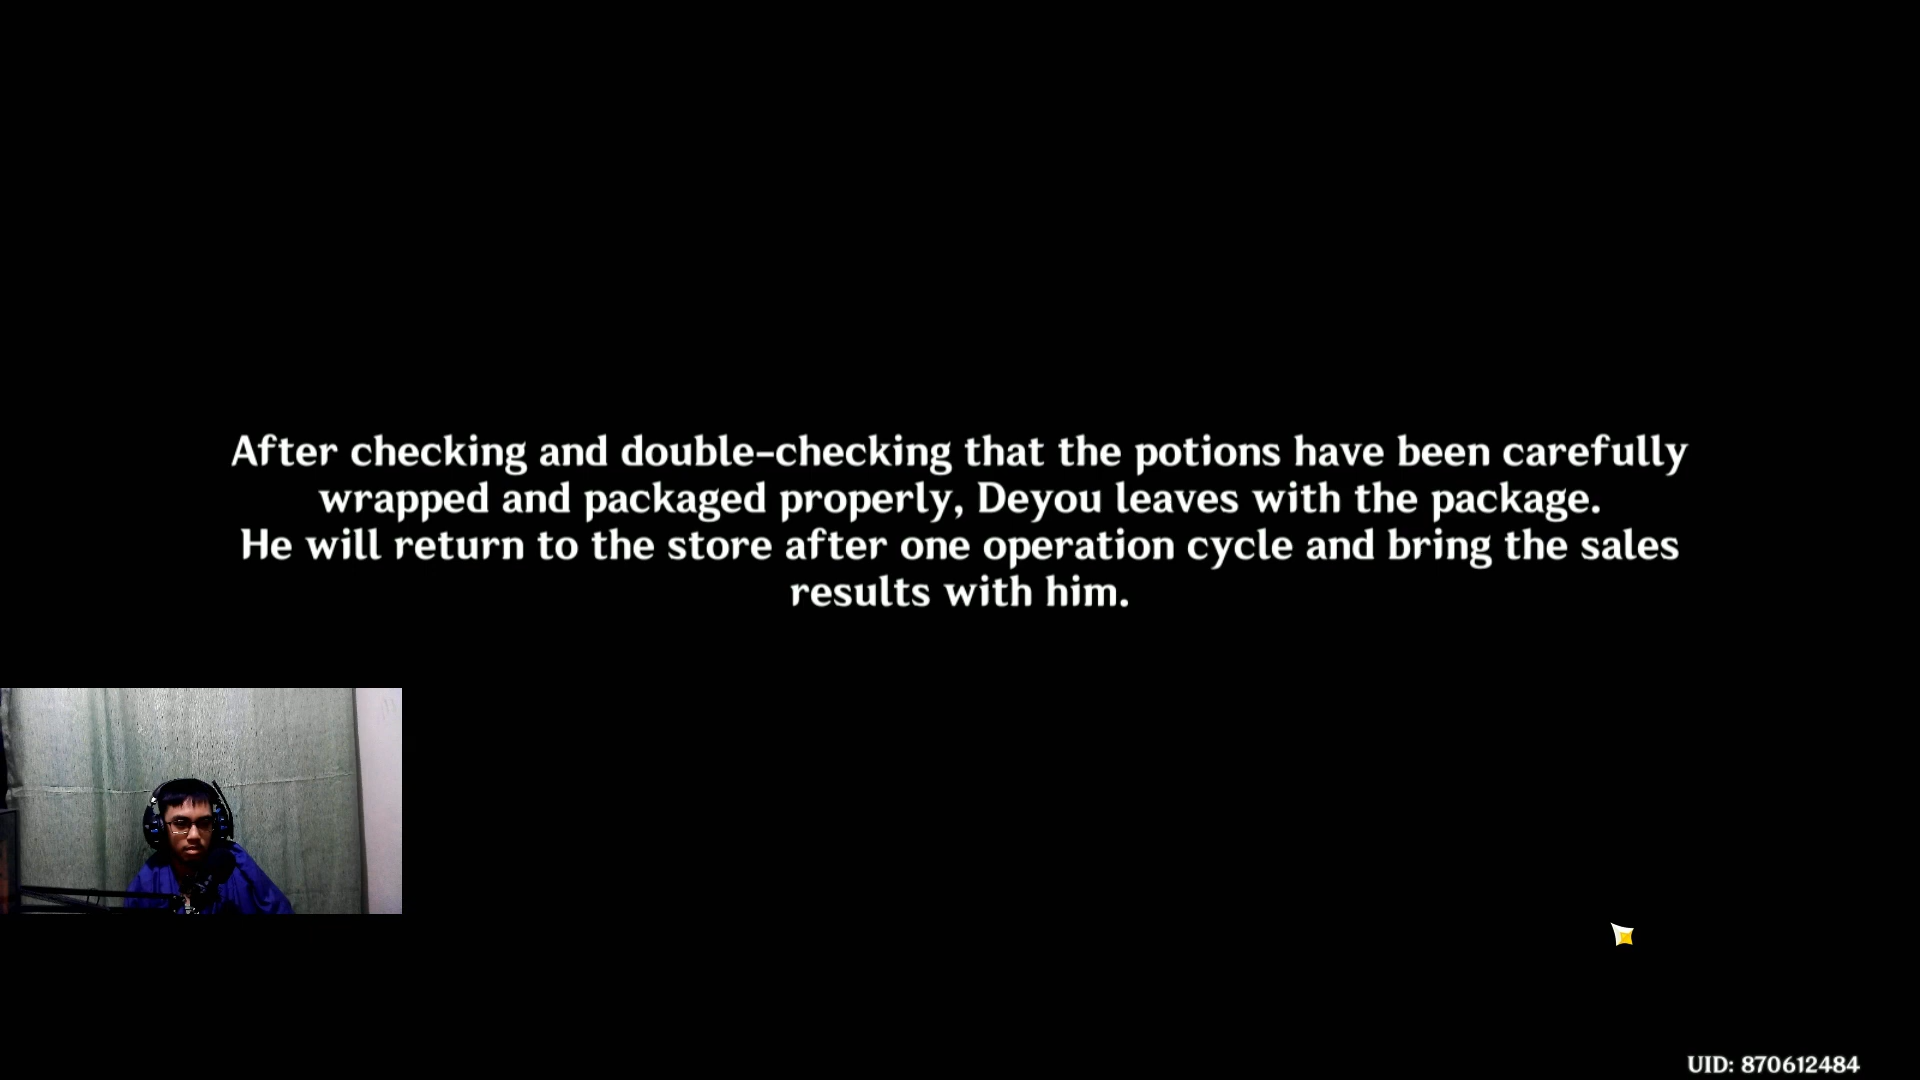 After checking and double-checking that the potions have been carefully
wrapped and packaged properly, Deyou leaves with the package.
He will return to the store after one operation cycle and bring the sales
results with him.
UID: 870612484